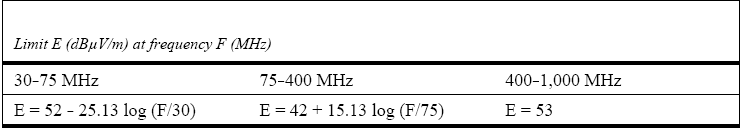 Limit E (dBµV/m) at frequency F (MHz)
30-75 MHz 75-400 MHz 400-1,000 MHz
E = 52 - 25.13 log (F/30) E = 42 + 15.13 log (F/75) E = 53